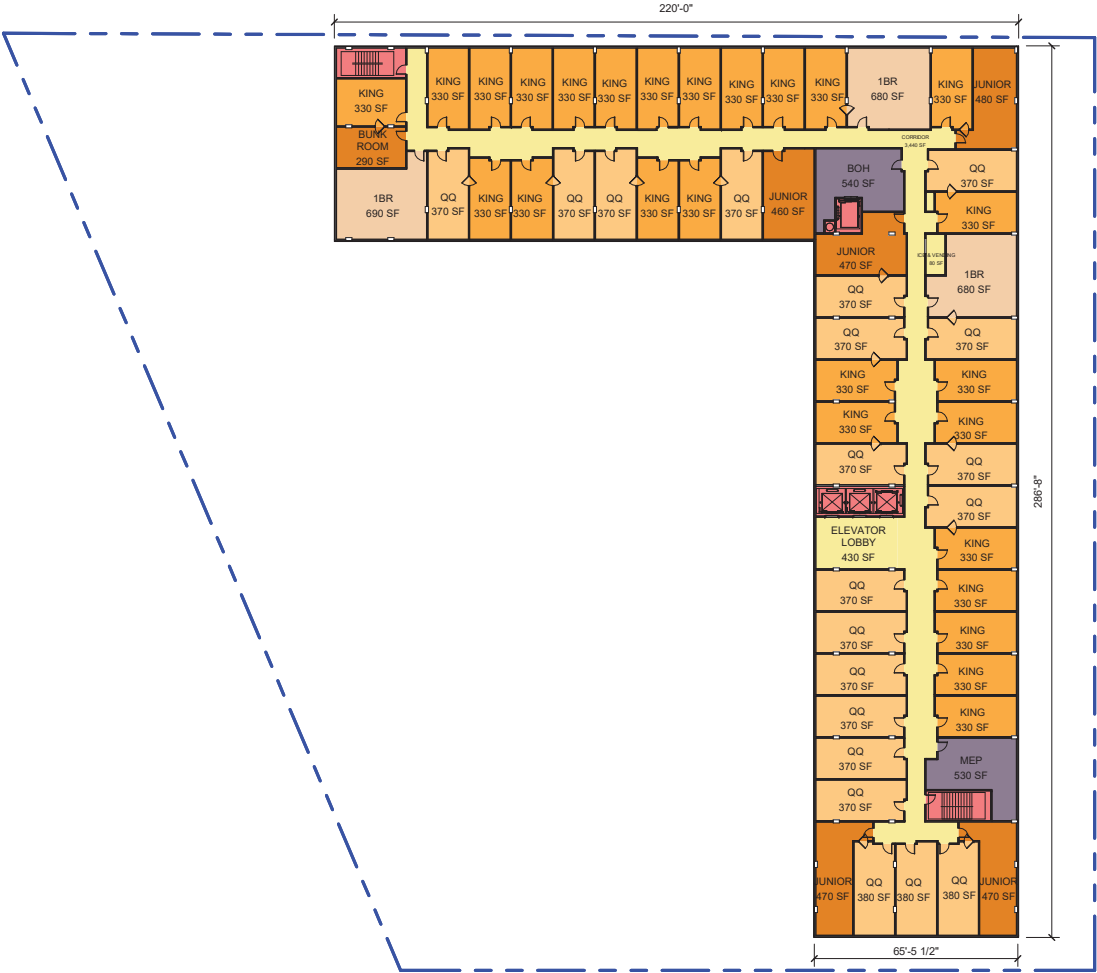 220'-0"
KING
330 SF
KING
330 SF
KING
330 SF
KING
330 SF
KING
330 SF
KING
330 SF
KING
330 SF
KING
330 SF
KING
330 SF
KING
330 SF
1BR
680 SF
KING
330 SF
JUNIOR
480 SF
KING
330 SF
BUNK
ROOM
290 SF
CORRIDOR
3,440 SF
1BR
690 SF
QQ
370 SF
KING
330 SF
KING
330 SF
QQ
370 SF
QQ
370 SF
KING
330 SF
KING
330 SF
QQ
370 SF
JUNIOR
460 SF
BOH
540 SF
QQ
370 SF
KING
330 SF
JUNIOR
470 SF
ICE & VENDING
80 SF
1BR
680 SF
QQ
370 SF
QQ
370 SF
QQ
370 SF
KING
330 SF
KING
330 SF
KING
330 SF
KING
330 SF
QQ
370 SF
QQ
370 SF
QQ
370 SF
286'-8"
ELEVATOR
LOBBY
430 SF
KING
330 SF
QQ
370 SF
KING
330 SF
QQ
370 SF
KING
330 SF
QQ
370 SF
KING
330 SF
QQ
370 SF
KING
330 SF
QQ
370 SF
MEP
530 SF
QQ
370 SF
JUNIOR
470 SF
QQ
380 SF
QQ
380 SF
QQ
380 SF
JUNIOR
470 SF
65'-5 1/2"